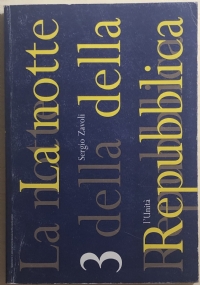 La notte
Sergio Zavoli
3 della della
l'Unità
Repubblica